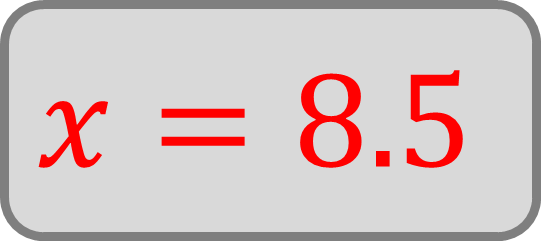 x = 8.5